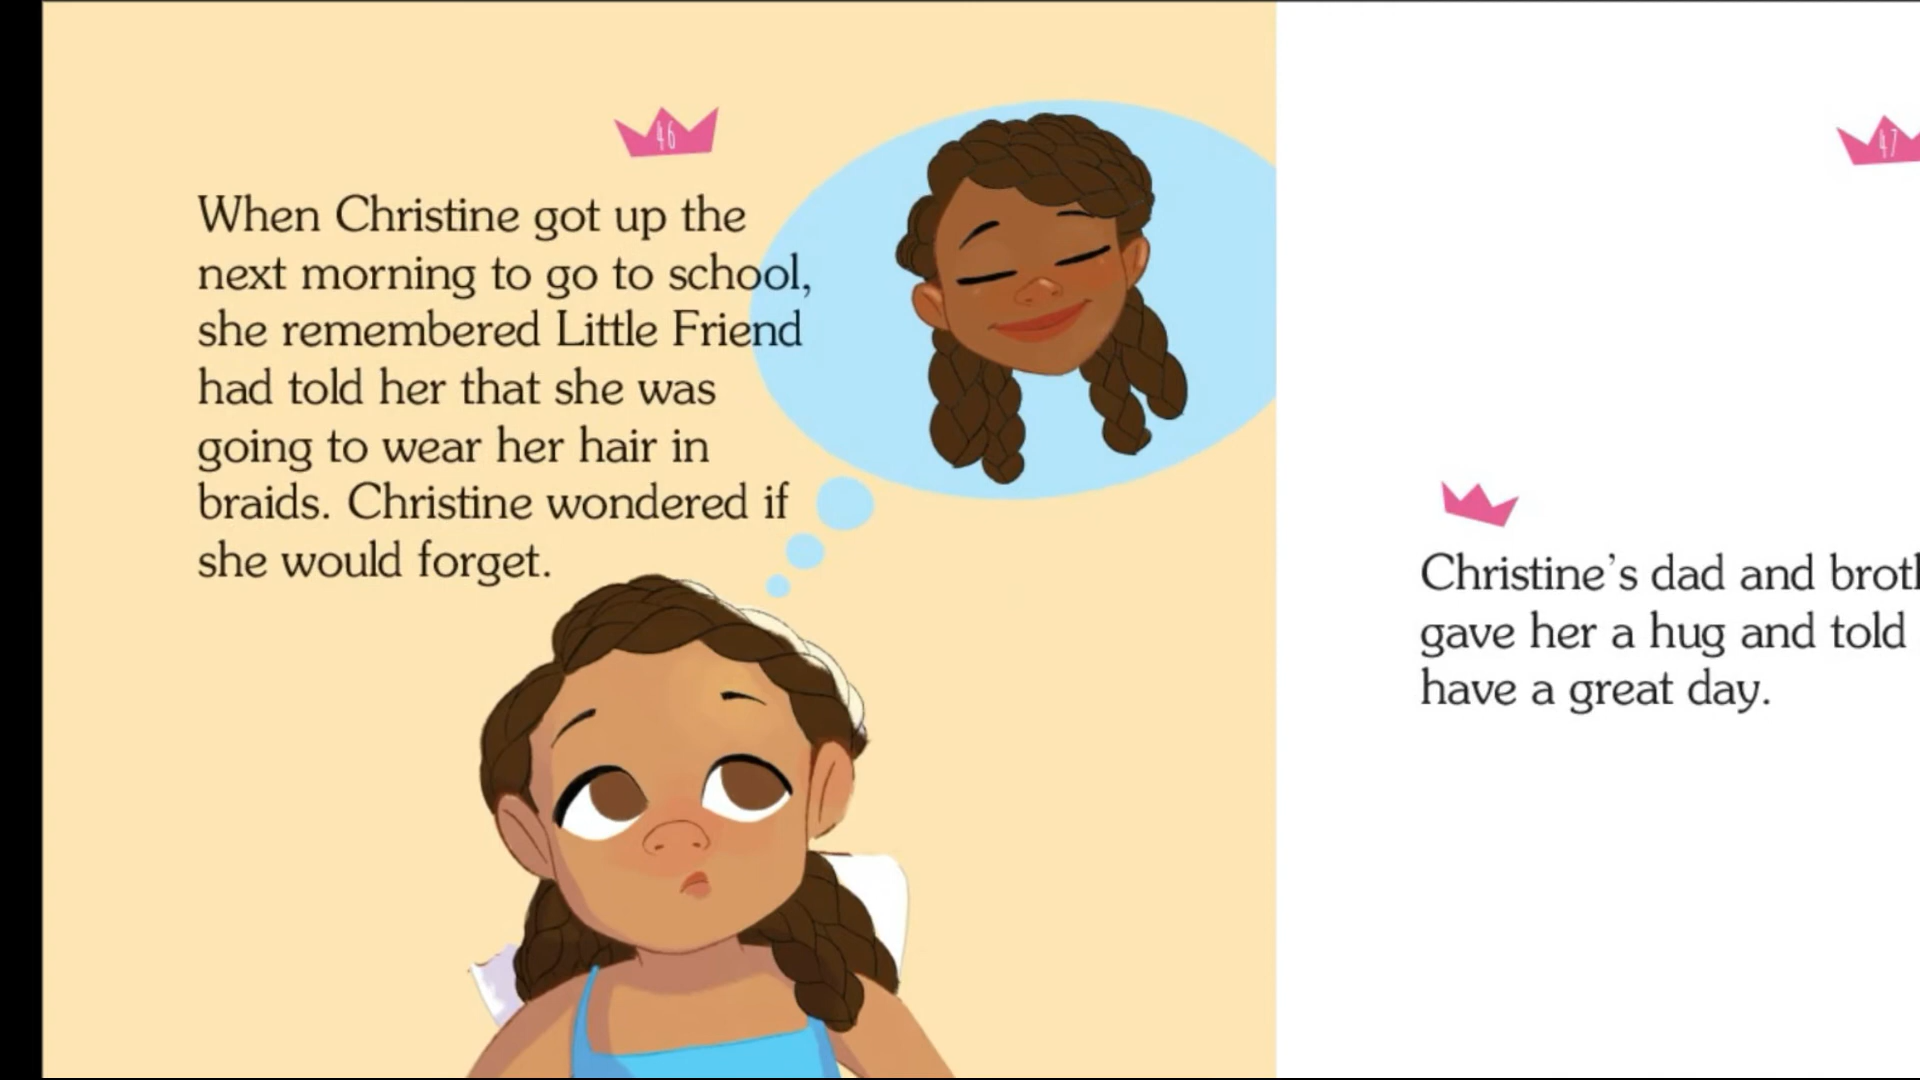 46
When Christine got up the
next morning to go to school,
she remembered Little Friend
had told her that she was
going to wear her hair in
braids. Christine wondered if
she would forget.
47
Christine’s dad and
gave her a hug and told
have a great day.